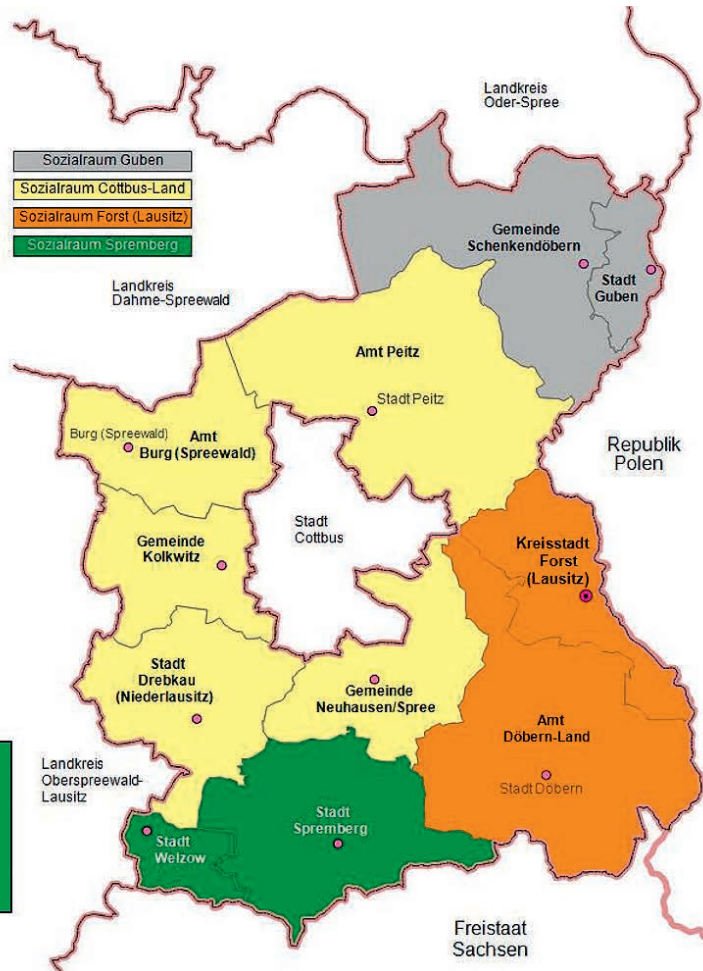 Landkreis
Oder-Spree
Sozialraum Guben
Sozialraum Cottbus-Land
Sozialraum Forst (Lausitz)
Sozialraum Spremberg
Gemeinde
Schenkendöbern
Stadt
Guben
Landkreis
Dahme-Spreewald
Amt Peitz
Stadt Peitz
Burg (Spreewald)
Amt
Burg (Spreewald)
Republik
Polen
Stadt
Cottbus
Gemeinde
Kolkwitz
Kreisstadt
Forst
(Lausitz)
Stadt
Drebkau
(Niederlausitz)
Gemeinde
Neuhausen/Spree
Amt
Döbern-Land
Stadt Döbern
Landkreis
Oberspreewald-
Lausitz
Stadt
Spremberg
Stadt
Welzow
Freistaat
Sachsen